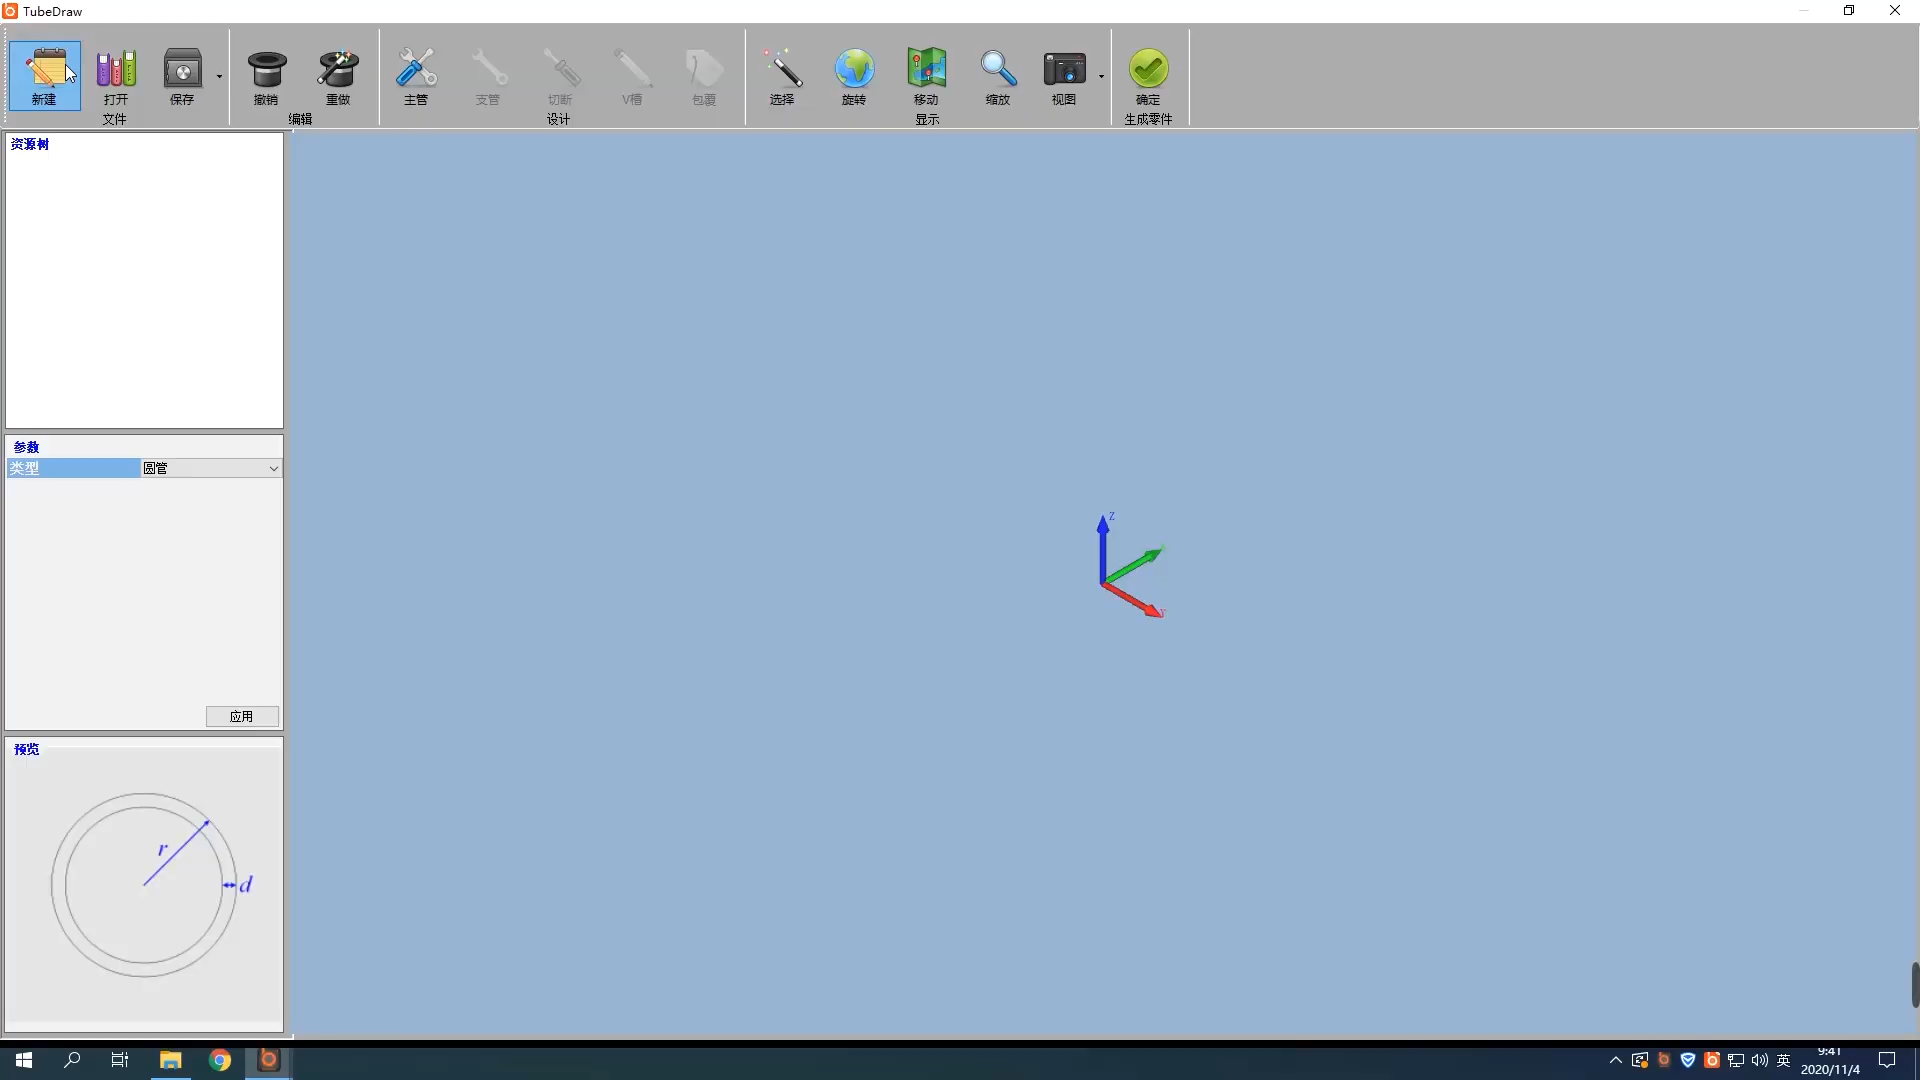 TubeDraw
新建 打开 保存 撤销 重做 主管 支管 切断 V槽 包覆 选择 旋转 移动 缩放 视图 确定
文件 编辑 设计 显示 生成零件
资源树
参数
类型 圆管
应用
预览
r
d
Z
Y
英
9:41
2020/11/4